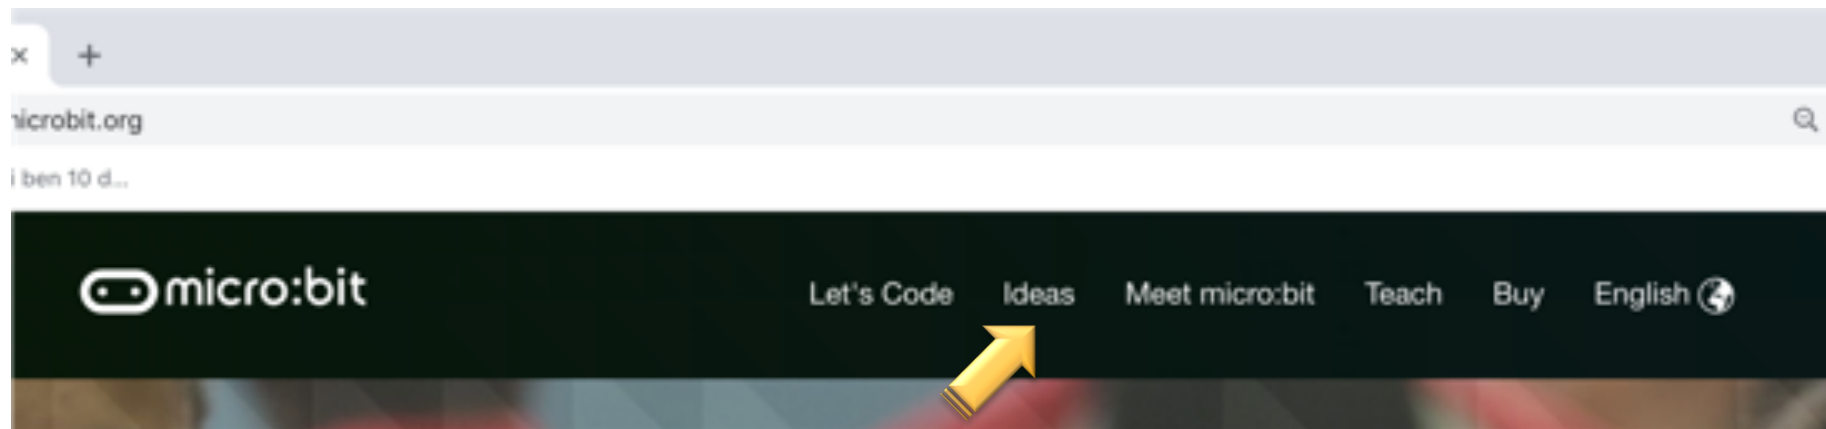 icrobit.org
i ben 10 d...
micro:bit
Let's Code Ideas Meet micro:bit Teach Buy English